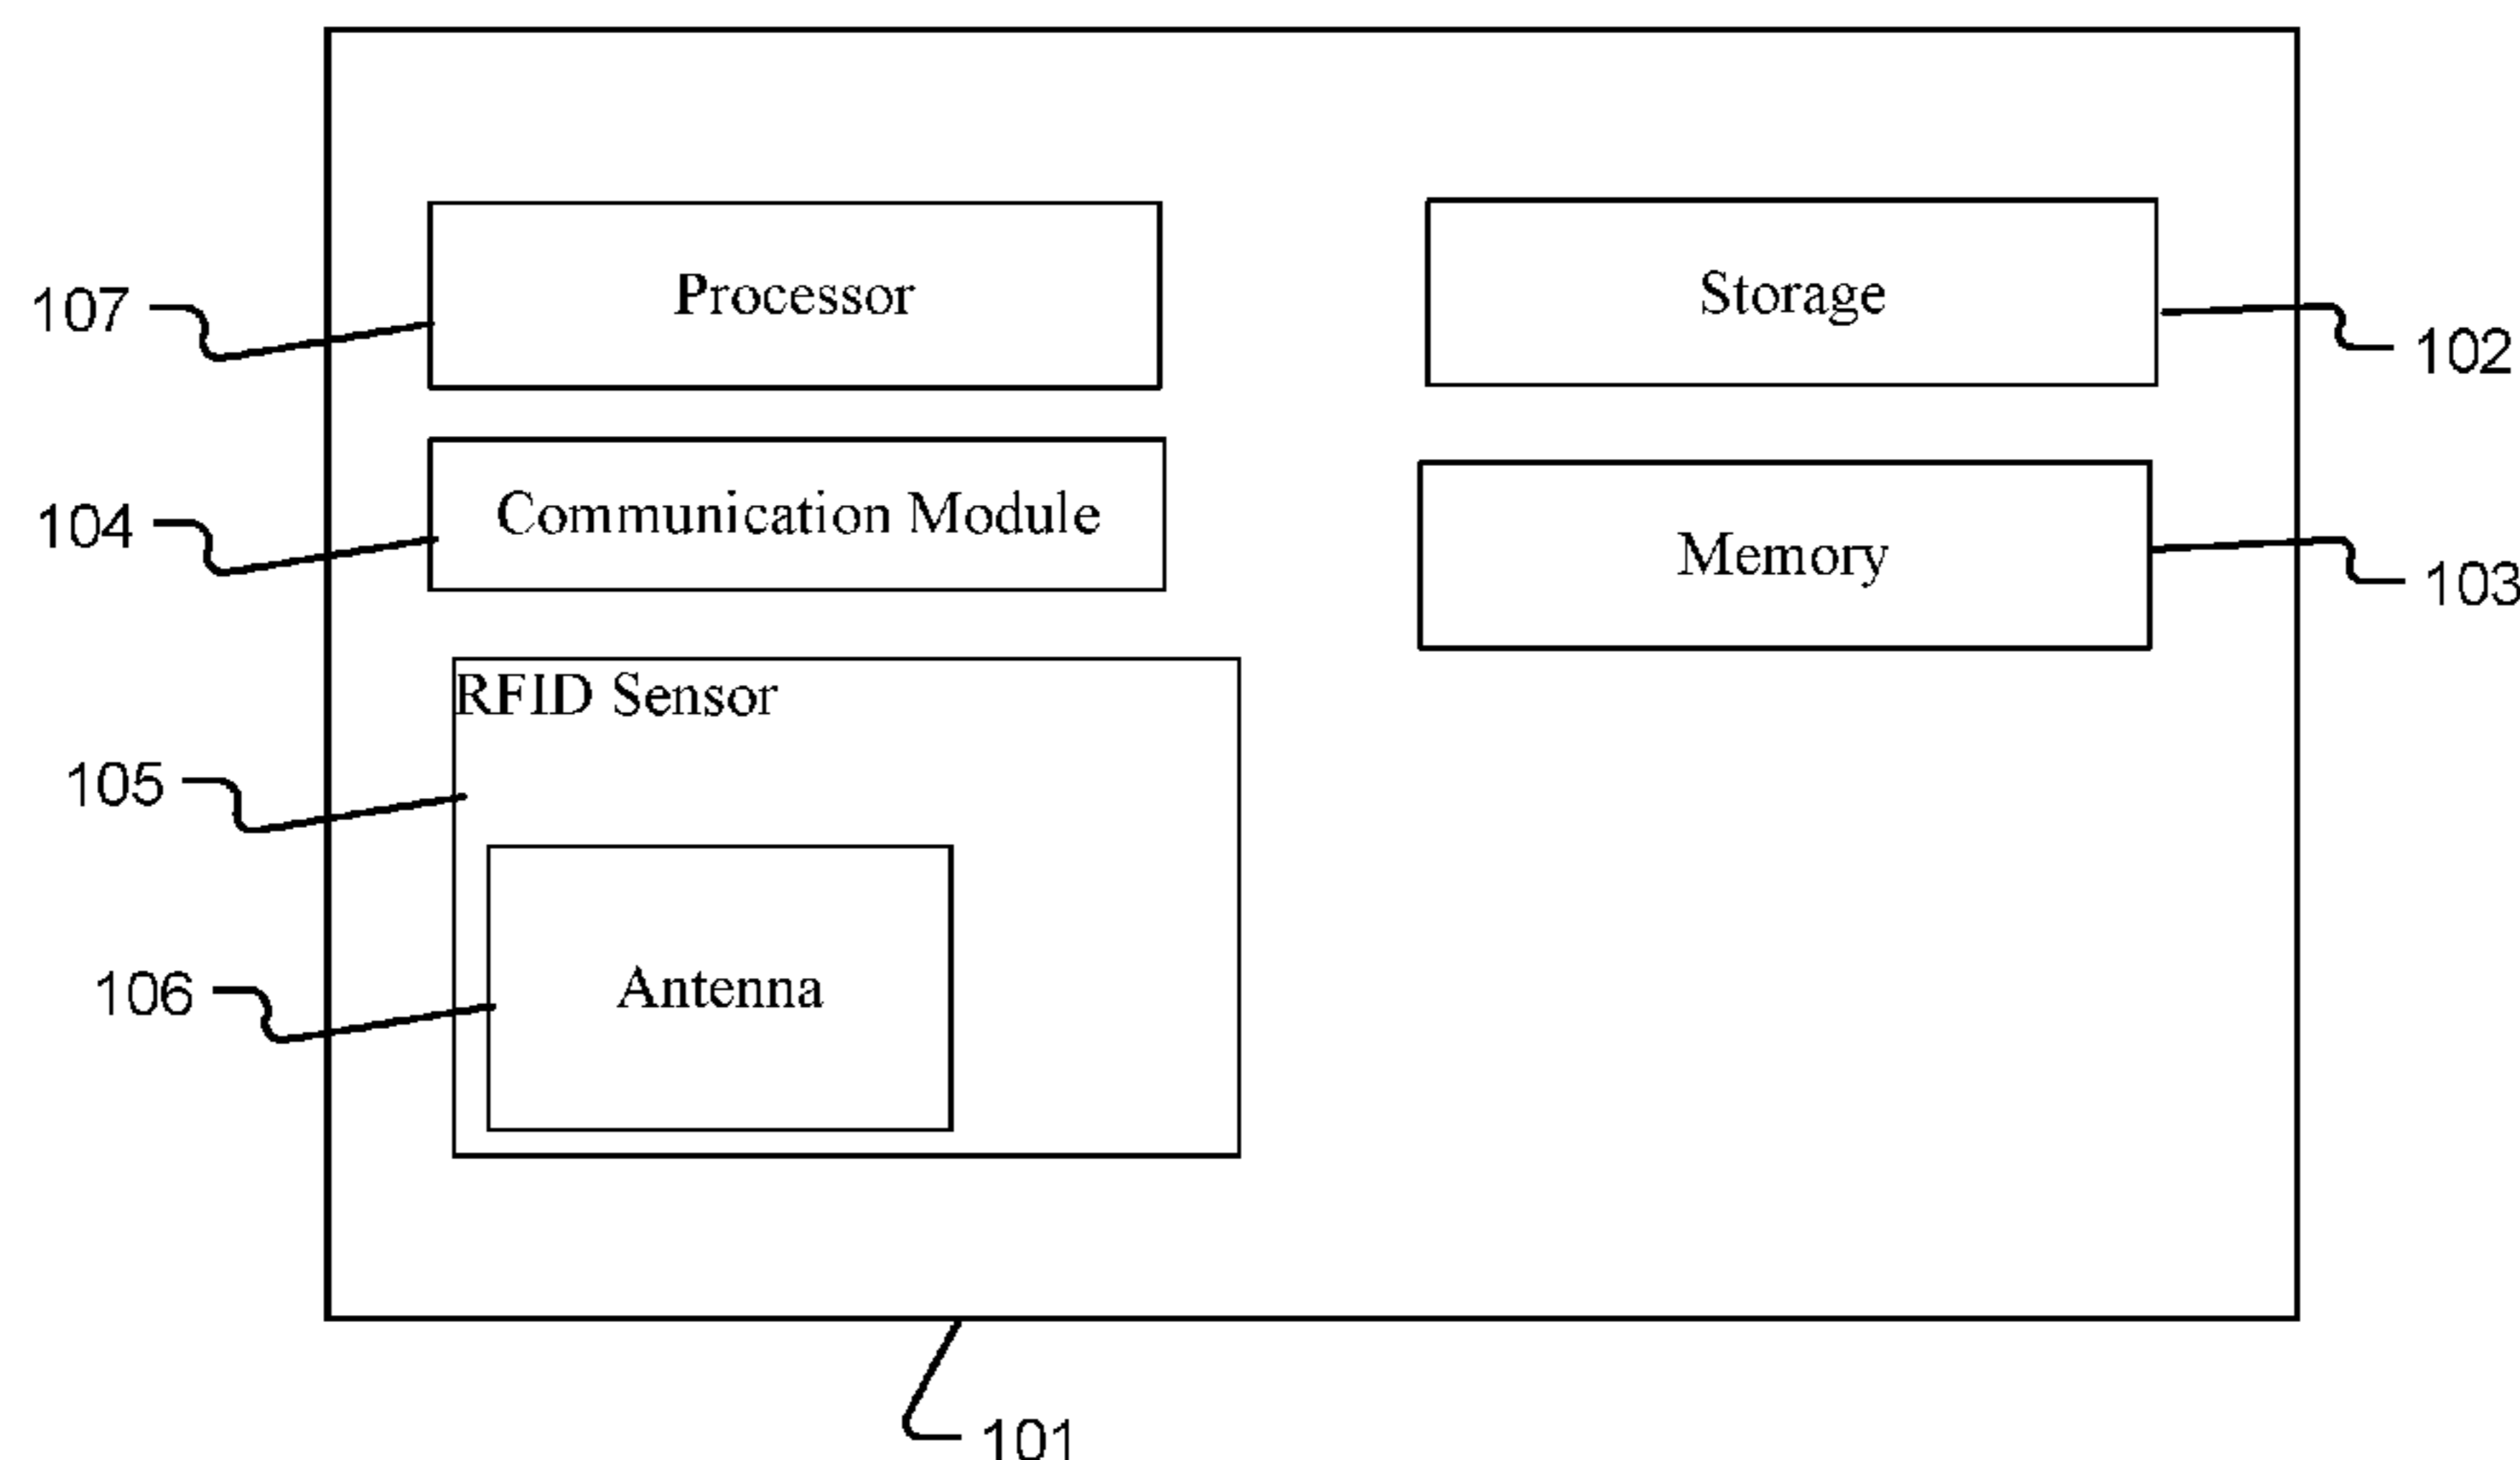 Processor
Storage
107
102
Communication Module
104
Memory
103
RFID Sensor
105
Antenna
106
101